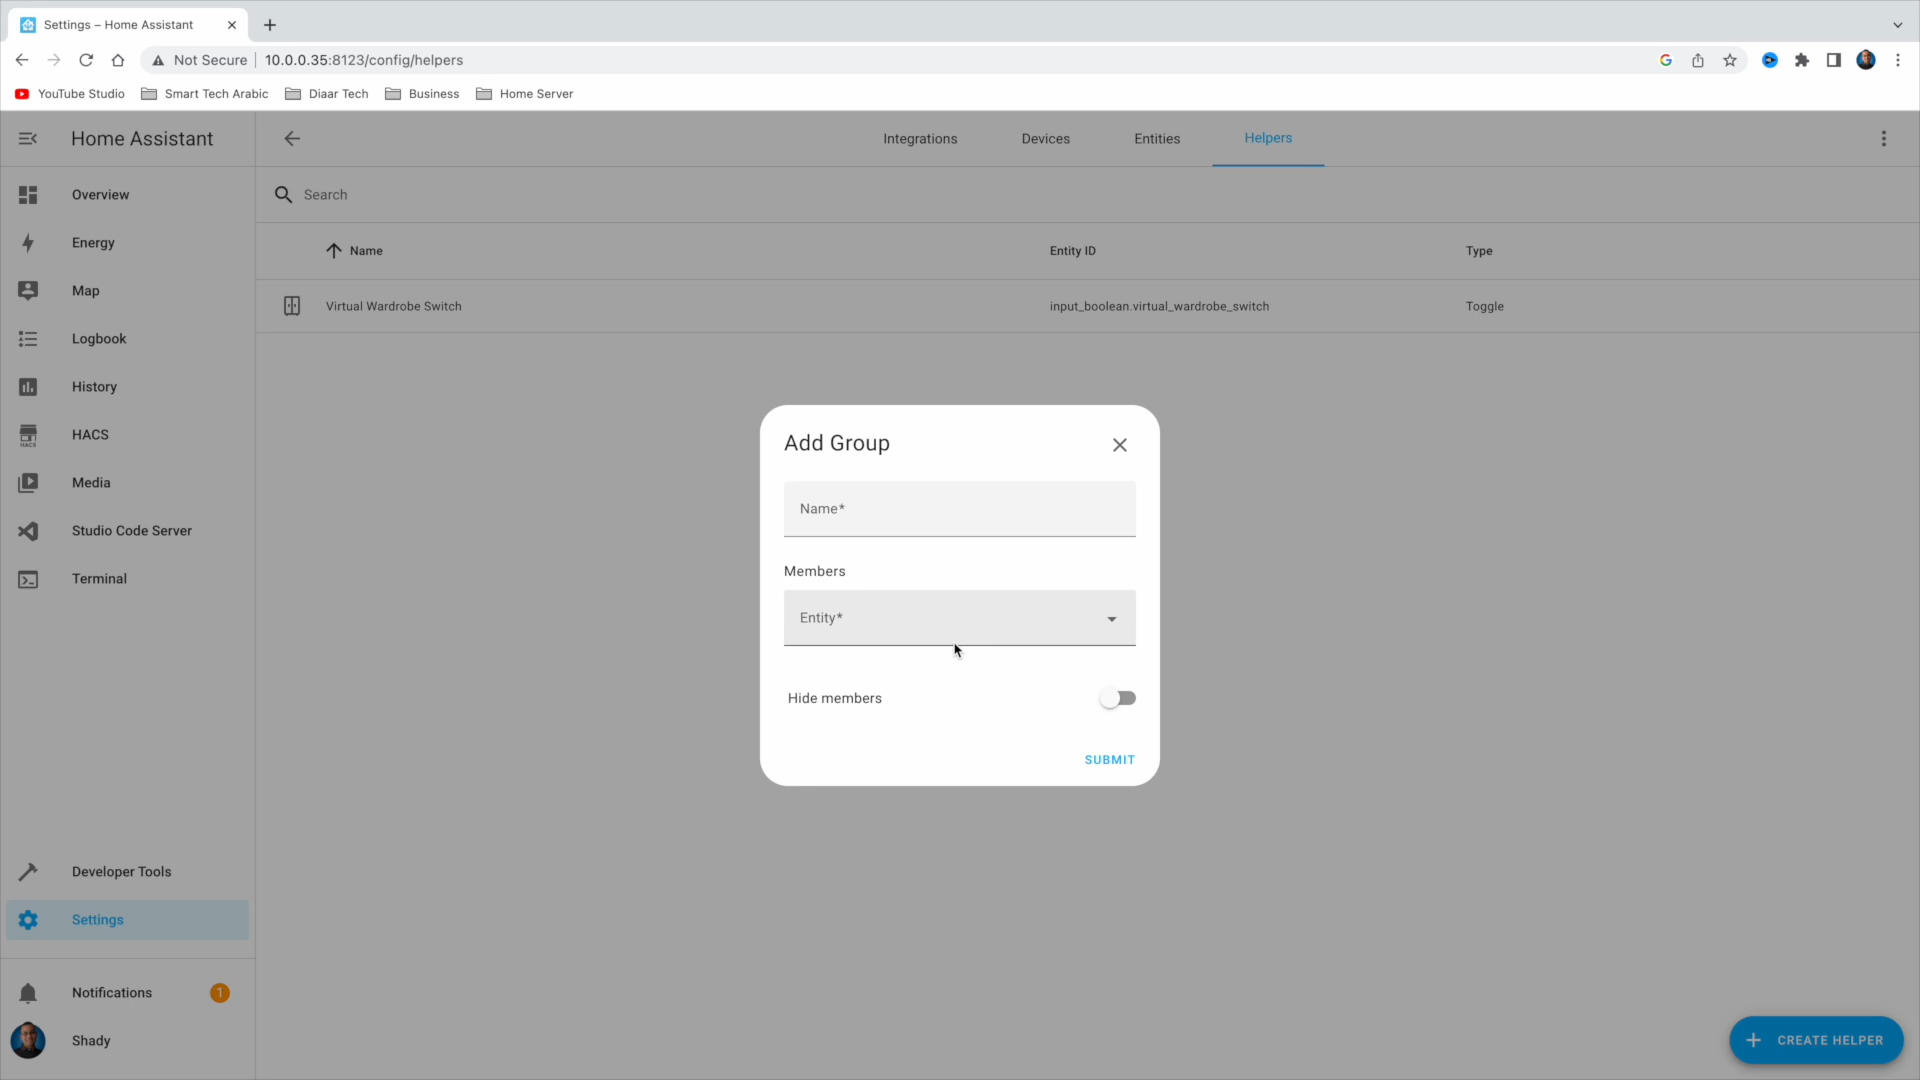 Settings – Home Assistant
Not Secure
10.0.0.35:8123/config/helpers
YouTube Studio
Smart Tech Arabic
Diaar Tech
Business
Home Server
Home Assistant
Integrations
Devices
Entities
Helpers
Overview
Search
Energy
Name
Entity ID
Type
Map
Virtual Wardrobe Switch
input_boolean.virtual_wardrobe_switch
Toggle
Logbook
History
HACS
HACS
Media
Studio Code Server
Terminal
Add Group
Name*
Members
Entity*
Hide members
SUBMIT
Developer Tools
Settings
Notifications
1
Shady
CREATE HELPER